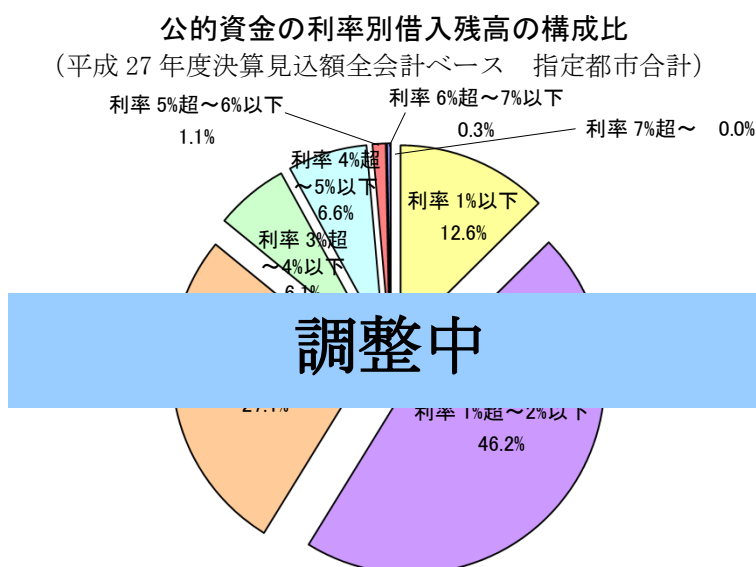 公的資金の利率別借入残高の構成比
（平成 27 年度決算見込額全会計ベース　指定都市合計）
利率 5%超～6%以下
1.1%
利率 6%超～7%以下
0.3%
利率 7%超～　0.0%
利率 4%超
～5%以下
6.6%
利率 1%以下
12.6%
利率 3%超
～4%以下
6.1%
調整中
27.1%
利率 1%超～2%以下
46.2%